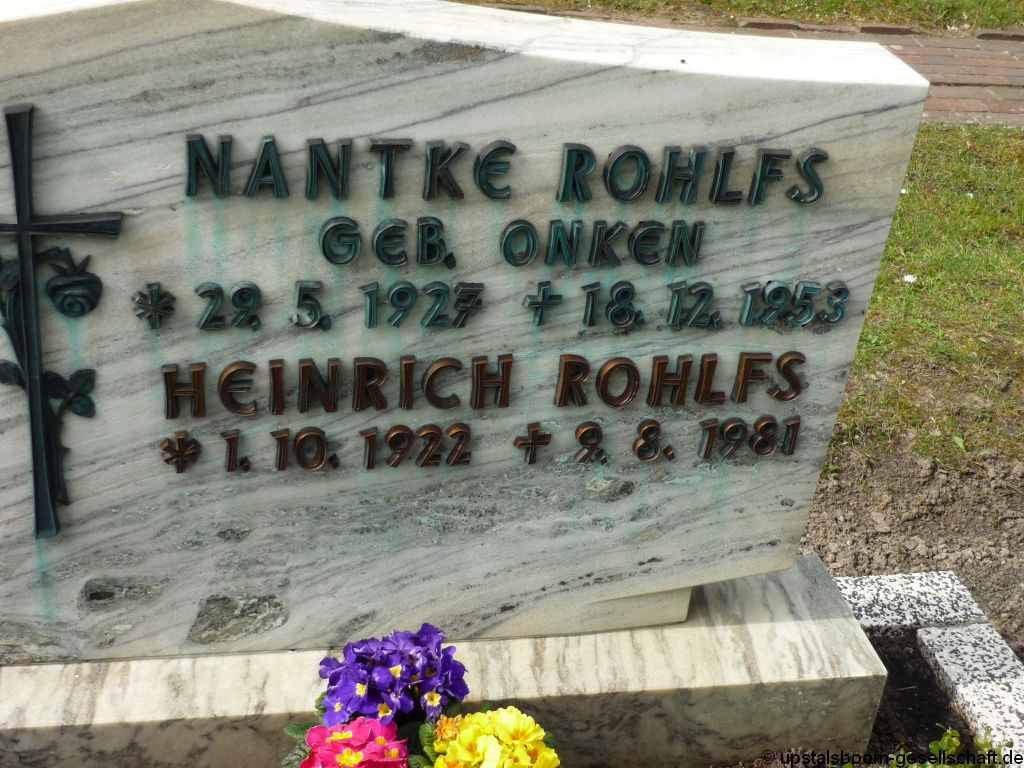 NANTKE ROHLFS
GEB. ONKEN
* 29. 5. 1927 † 18. 12. 1953
HEINRICH ROHLFS
* 1. 10. 1922 † 9. 8. 1981
© upstalsboom-gesellschaft.de